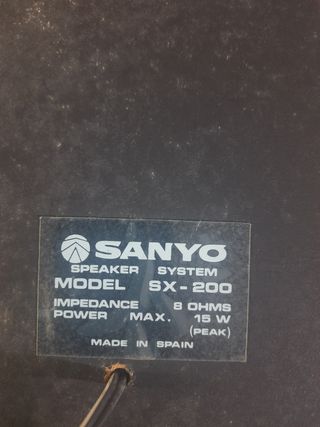 SANYO
SPEAKER SYSTEM
MODEL SX-200
IMPEDANCE 8 OHMS
POWER MAX. 15 W
(PEAK)
MADE IN SPAIN